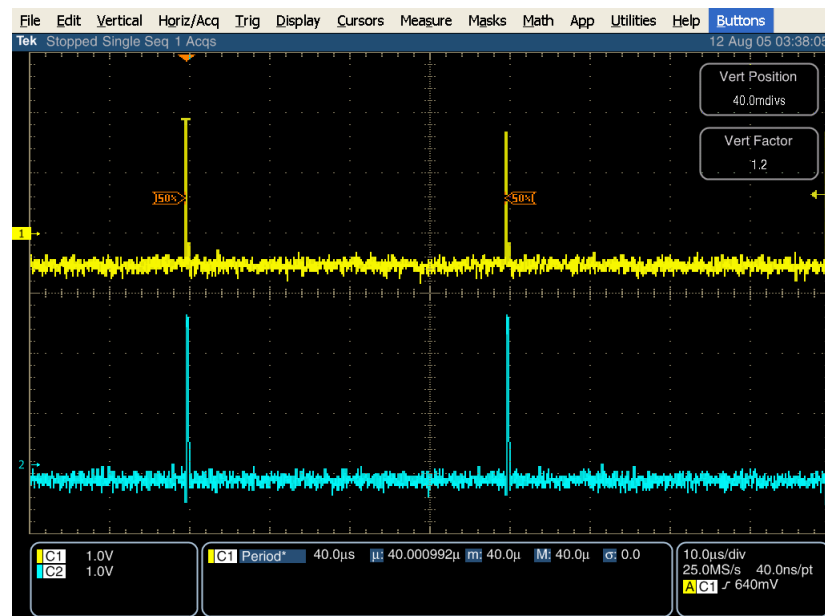 File Edit Vertical Horiz/Acq Trig Display Cursors Measure Masks Math App Utilities Help Buttons
Tek Stopped Single Seq 1 Acqs 12 Aug 05 03:38:05
Vert Position
40.0mdivs
Vert Factor
1.2
50% 50%
1
2
C1 1.0V
C2 1.0V
C1 Period* 40.0µs µ: 40.000992µ m: 40.0µ M: 40.0µ σ: 0.0
10.0µs/div
25.0MS/s 40.0ns/pt
A C1 640mV